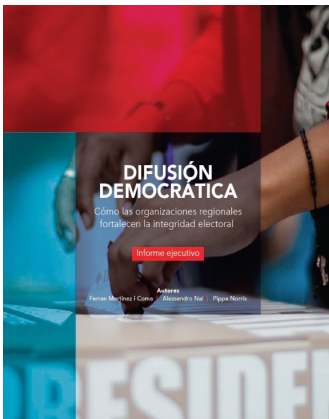 DIFUSIÓN
DEMOCRÁTICA
Cómo las organizaciones regionales
fortalecen la integridad electoral
Informe ejecutivo
Autores
Ferran Martínez i Coma | Alessandro Nai | Pippa Norris
RESIDE